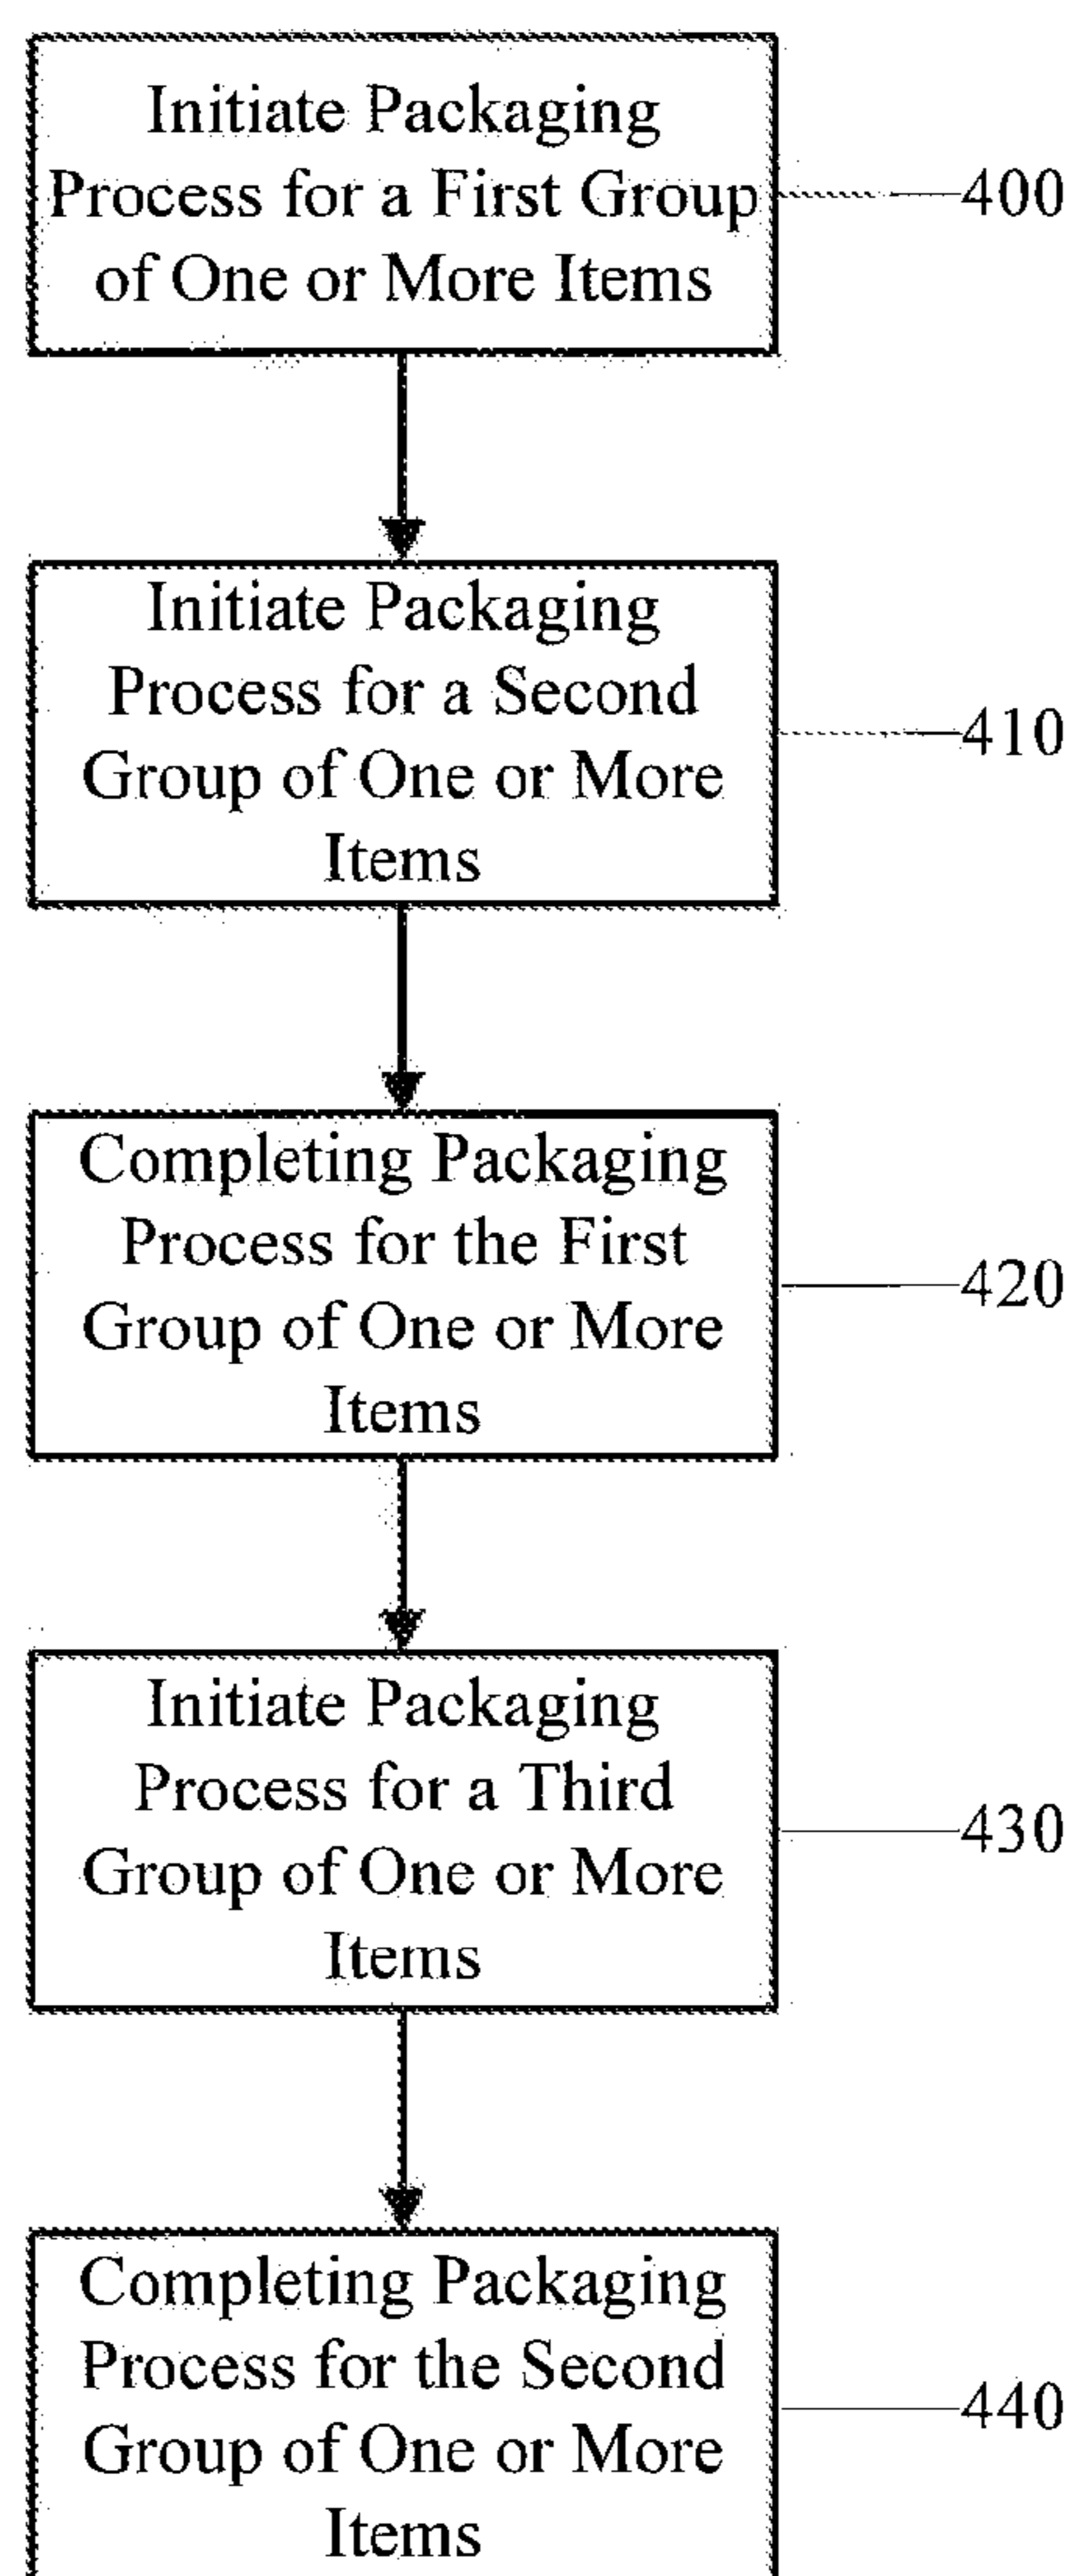 Initiate Packaging
Process for a First Group
of One or More Items
400
Initiate Packaging
Process for a Second
Group of One or More
Items
410
Completing Packaging
Process for the First
Group of One or More
Items
420
Initiate Packaging
Process for a Third
Group of One or More
Items
430
Completing Packaging
Process for the Second
Group of One or More
Items
440